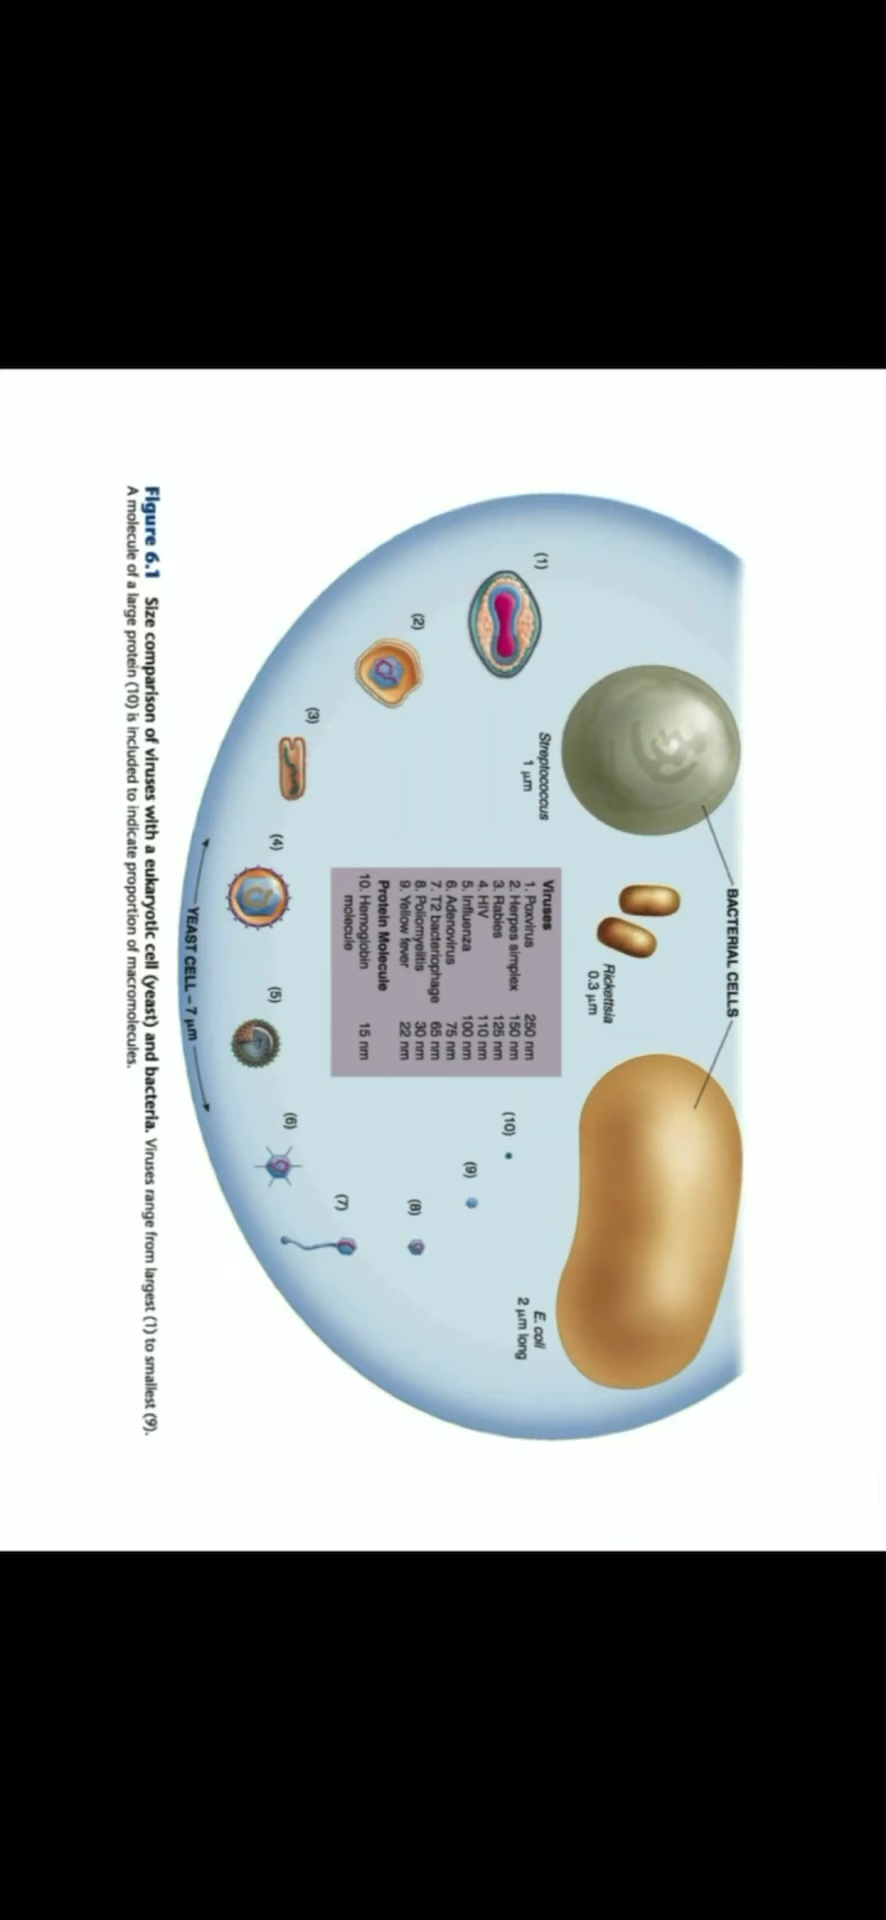 BACTERIAL CELLS
Rickettsia
0.3 µm
Streptococcus
1 µm
E. coli
2 µm long
(1)
(2)
(3)
(4)
(5)
(6)
(7)
(8)
(9)
(10)
Viruses
1. Poxvirus 250 nm
2. Herpes simplex 150 nm
3. Rabies 125 nm
4. HIV 110 nm
5. Influenza 100 nm
6. Adenovirus 75 nm
7. T2 bacteriophage 65 nm
8. Poliomyelitis 30 nm
9. Yellow fever 22 nm
Protein Molecule
10. Hemoglobin 15 nm
molecule
YEAST CELL – 7 µm
Figure 6.1 Size comparison of viruses with a eukaryotic cell (yeast) and bacteria. Viruses range from largest (1) to smallest (9).
A molecule of a large protein (10) is included to indicate proportion of macromolecules.